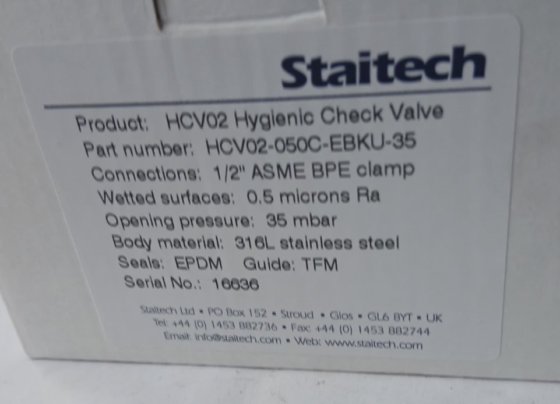 Staitech
Product: HCV02 Hygienic Check Valve
Part number: HCV02-050C-EBKU-35
Connections: 1/2" ASME BPE clamp
Wetted surfaces: 0.5 microns Ra
Opening pressure: 35 mbar
Body material: 316L stainless steel
Seals: EPDM Guide: TFM
Serial No.: 16636
Staitech Ltd • PO Box 152 • Stroud • Glos • GL6 8YT • UK
Tel: +44 (0) 1453 882736 • Fax: +44 (0) 1453 882744
Email: info@staitech.com • Web: www.staitech.com